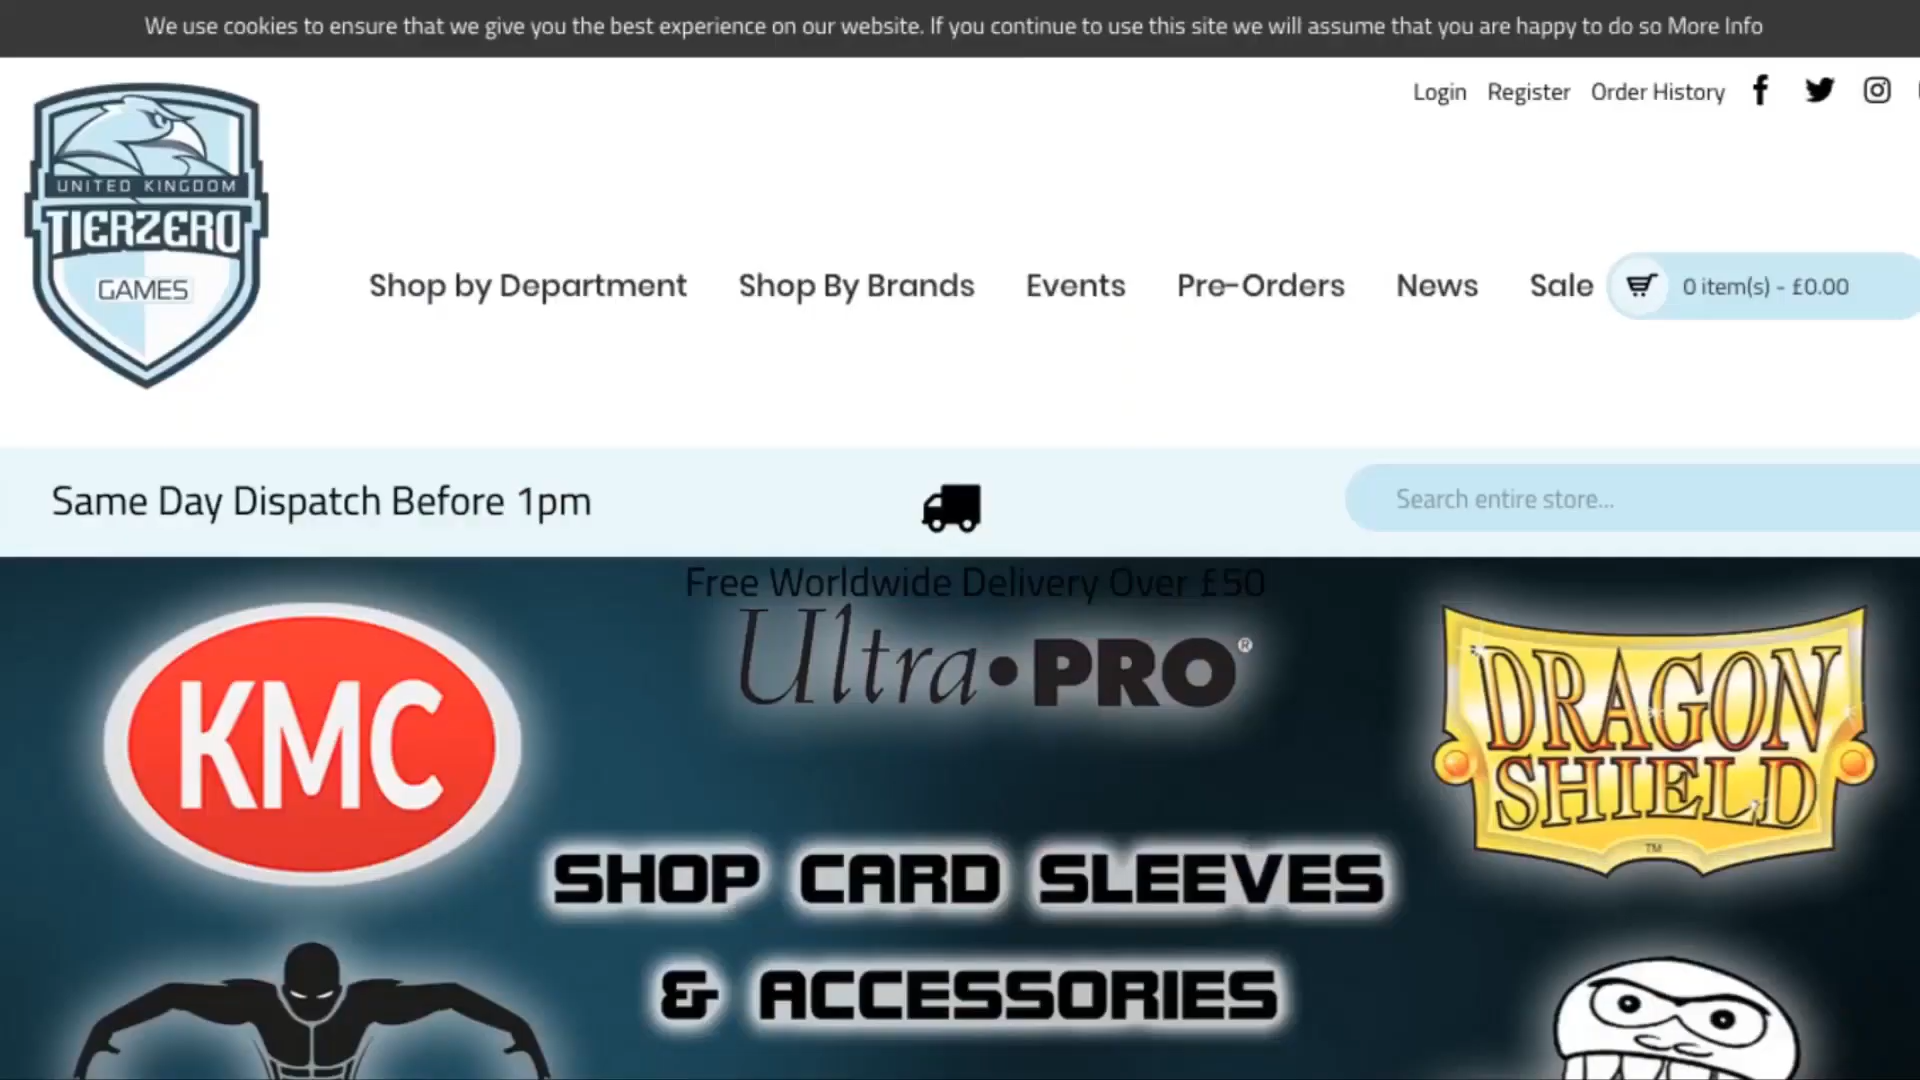 We use cookies to ensure that we give you the best experience on our website. If you continue to use this site we will assume that you are happy to do so More Info
Login Register Order History
UNITED KINGDOM
TIERZERO
GAMES
Shop by Department Shop By Brands Events Pre-Orders News Sale 0 item(s) - £0.00
Same Day Dispatch Before 1pm
Search entire store...
Free Worldwide Delivery Over £50
KMC
Ultra•PRO®
DRAGON
SHIELD
TM
SHOP CARD SLEEVES
& ACCESSORIES